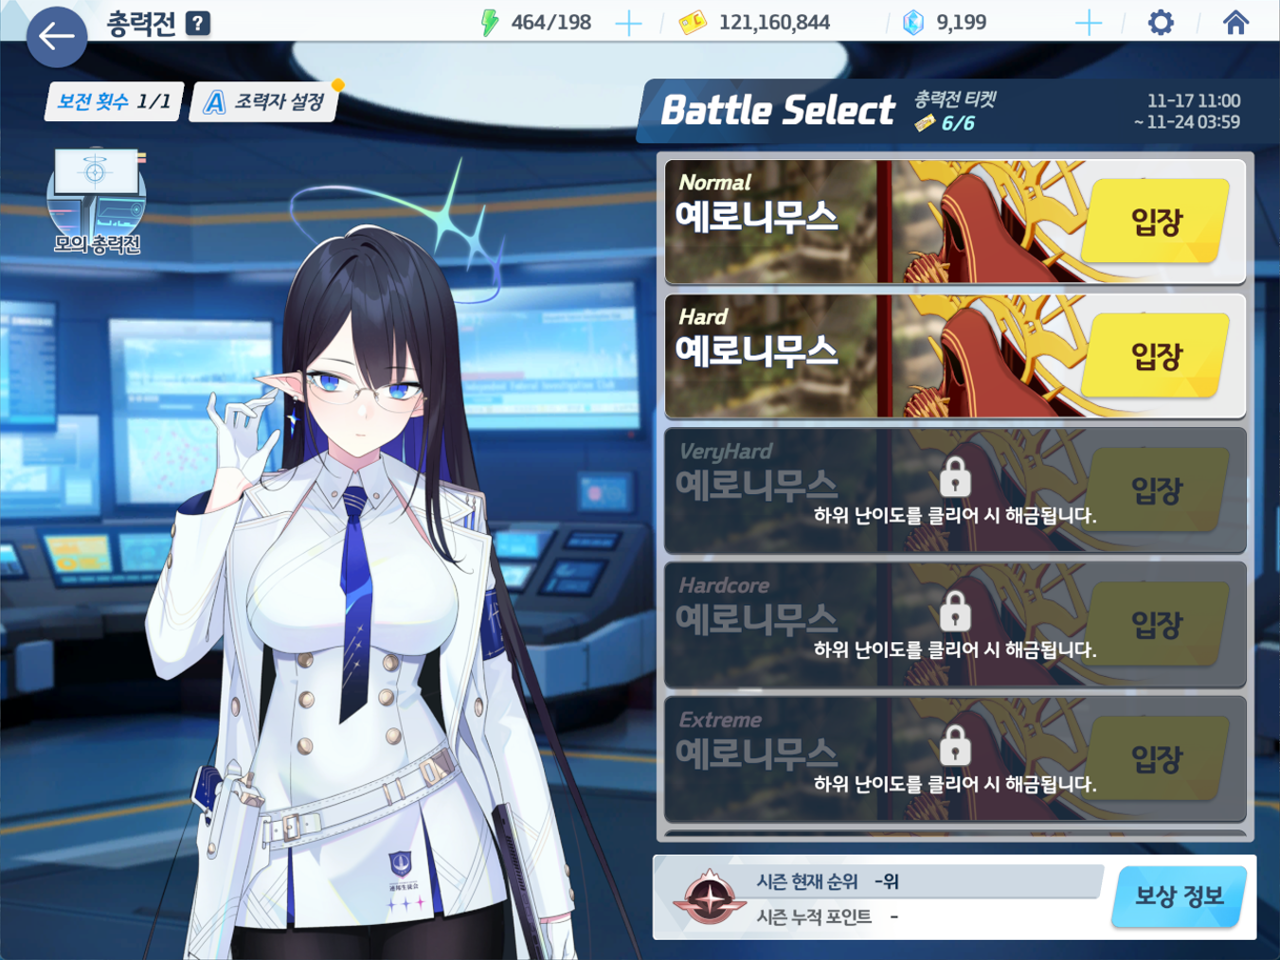 총력전 ?
464/198
121,160,844
9,199
보전 횟수 1/1
A 조력자 설정
모의 총력전
Battle Select
총력전 티켓
6/6
11-17 11:00
~ 11-24 03:59
Normal
예로니무스
입장
Hard
예로니무스
입장
VeryHard
예로니무스
하위 난이도를 클리어 시 해금됩니다.
입장
Hardcore
예로니무스
하위 난이도를 클리어 시 해금됩니다.
입장
Extreme
예로니무스
하위 난이도를 클리어 시 해금됩니다.
입장
시즌 현재 순위 -위
시즌 누적 포인트 -
보상 정보